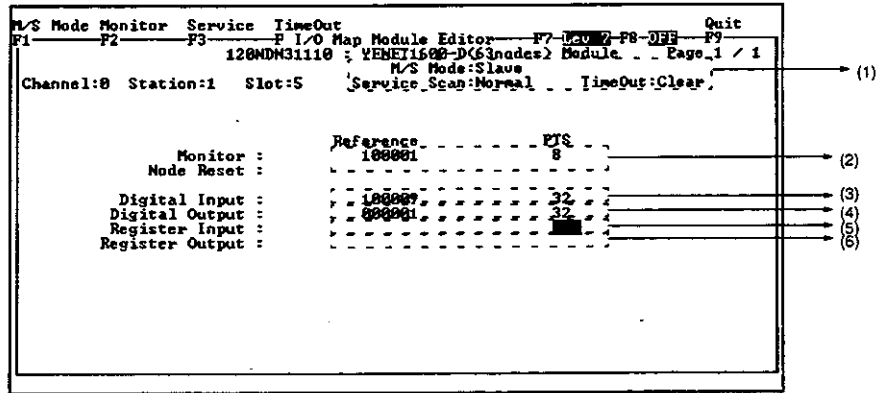 M/S Mode Monitor Service TimeOut Quit
F1 F2 F3 F I/O Map Module Editor F7 Lev F8 OFF F9
120NDN31110 : YENET1600-D(63nodes) Module Page 1 / 1
M/S Mode:Slave
Channel:0 Station:1 Slot:5 Service Scan:Normal TimeOut:Clear
(1)
Reference PTS
Monitor : 100001 8 (2)
Node Reset :
Digital Input : 100009 32 (3)
Digital Output : 000001 32 (4)
Register Input : (5)
Register Output : (6)